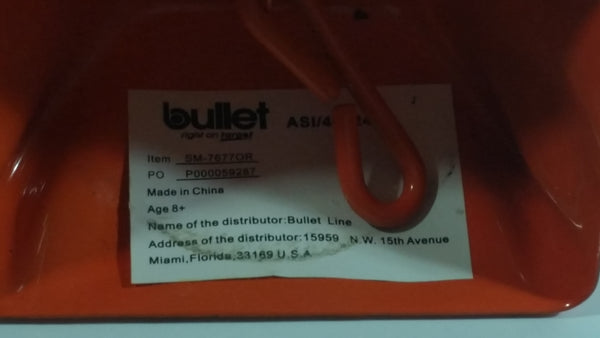 bullet
right on target
Item SM-7677OR
PO P000059287
Made in China
Age 8+
Name of the distributor:Bullet Line
Address of the distributor:15959 N.W. 15th Avenue
Miami,Florida,33169 U.S.A